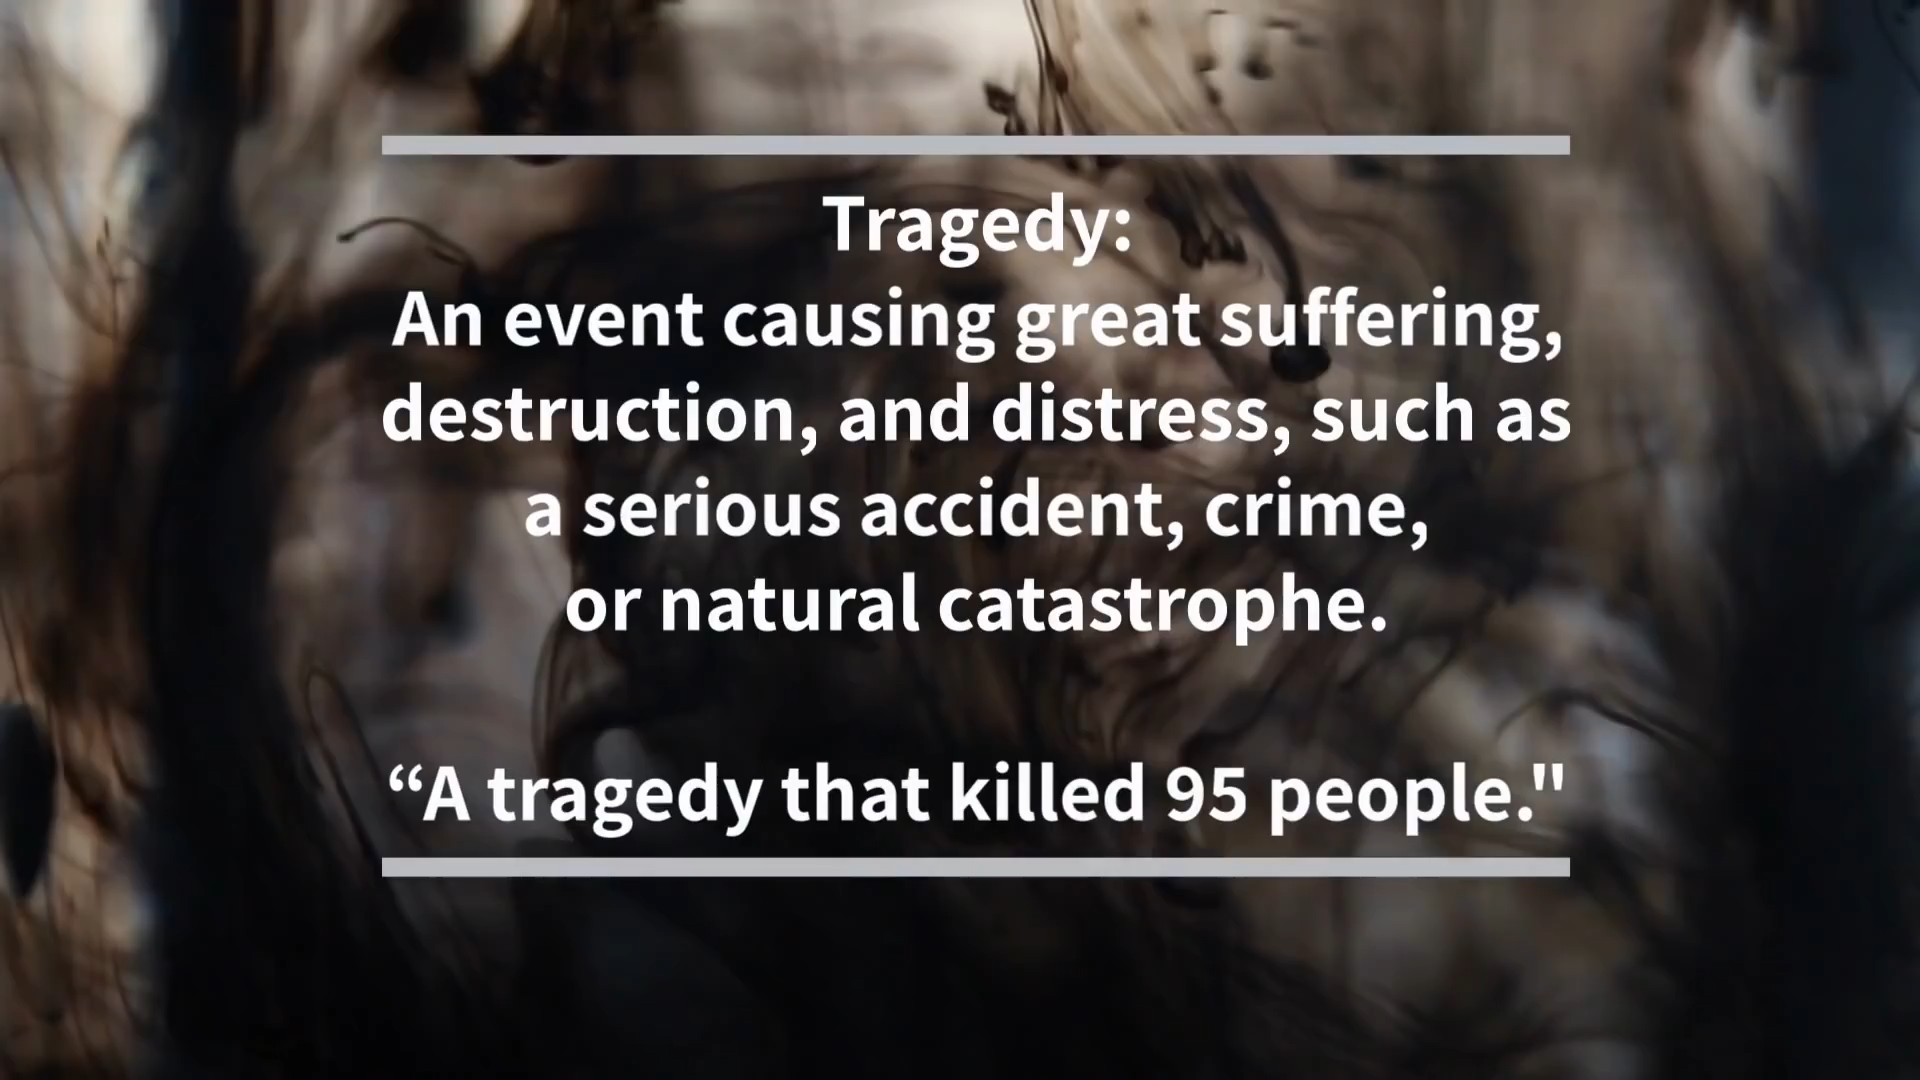 Tragedy:
An event causing great suffering,
destruction, and distress, such as
a serious accident, crime,
or natural catastrophe.
“A tragedy that killed 95 people."